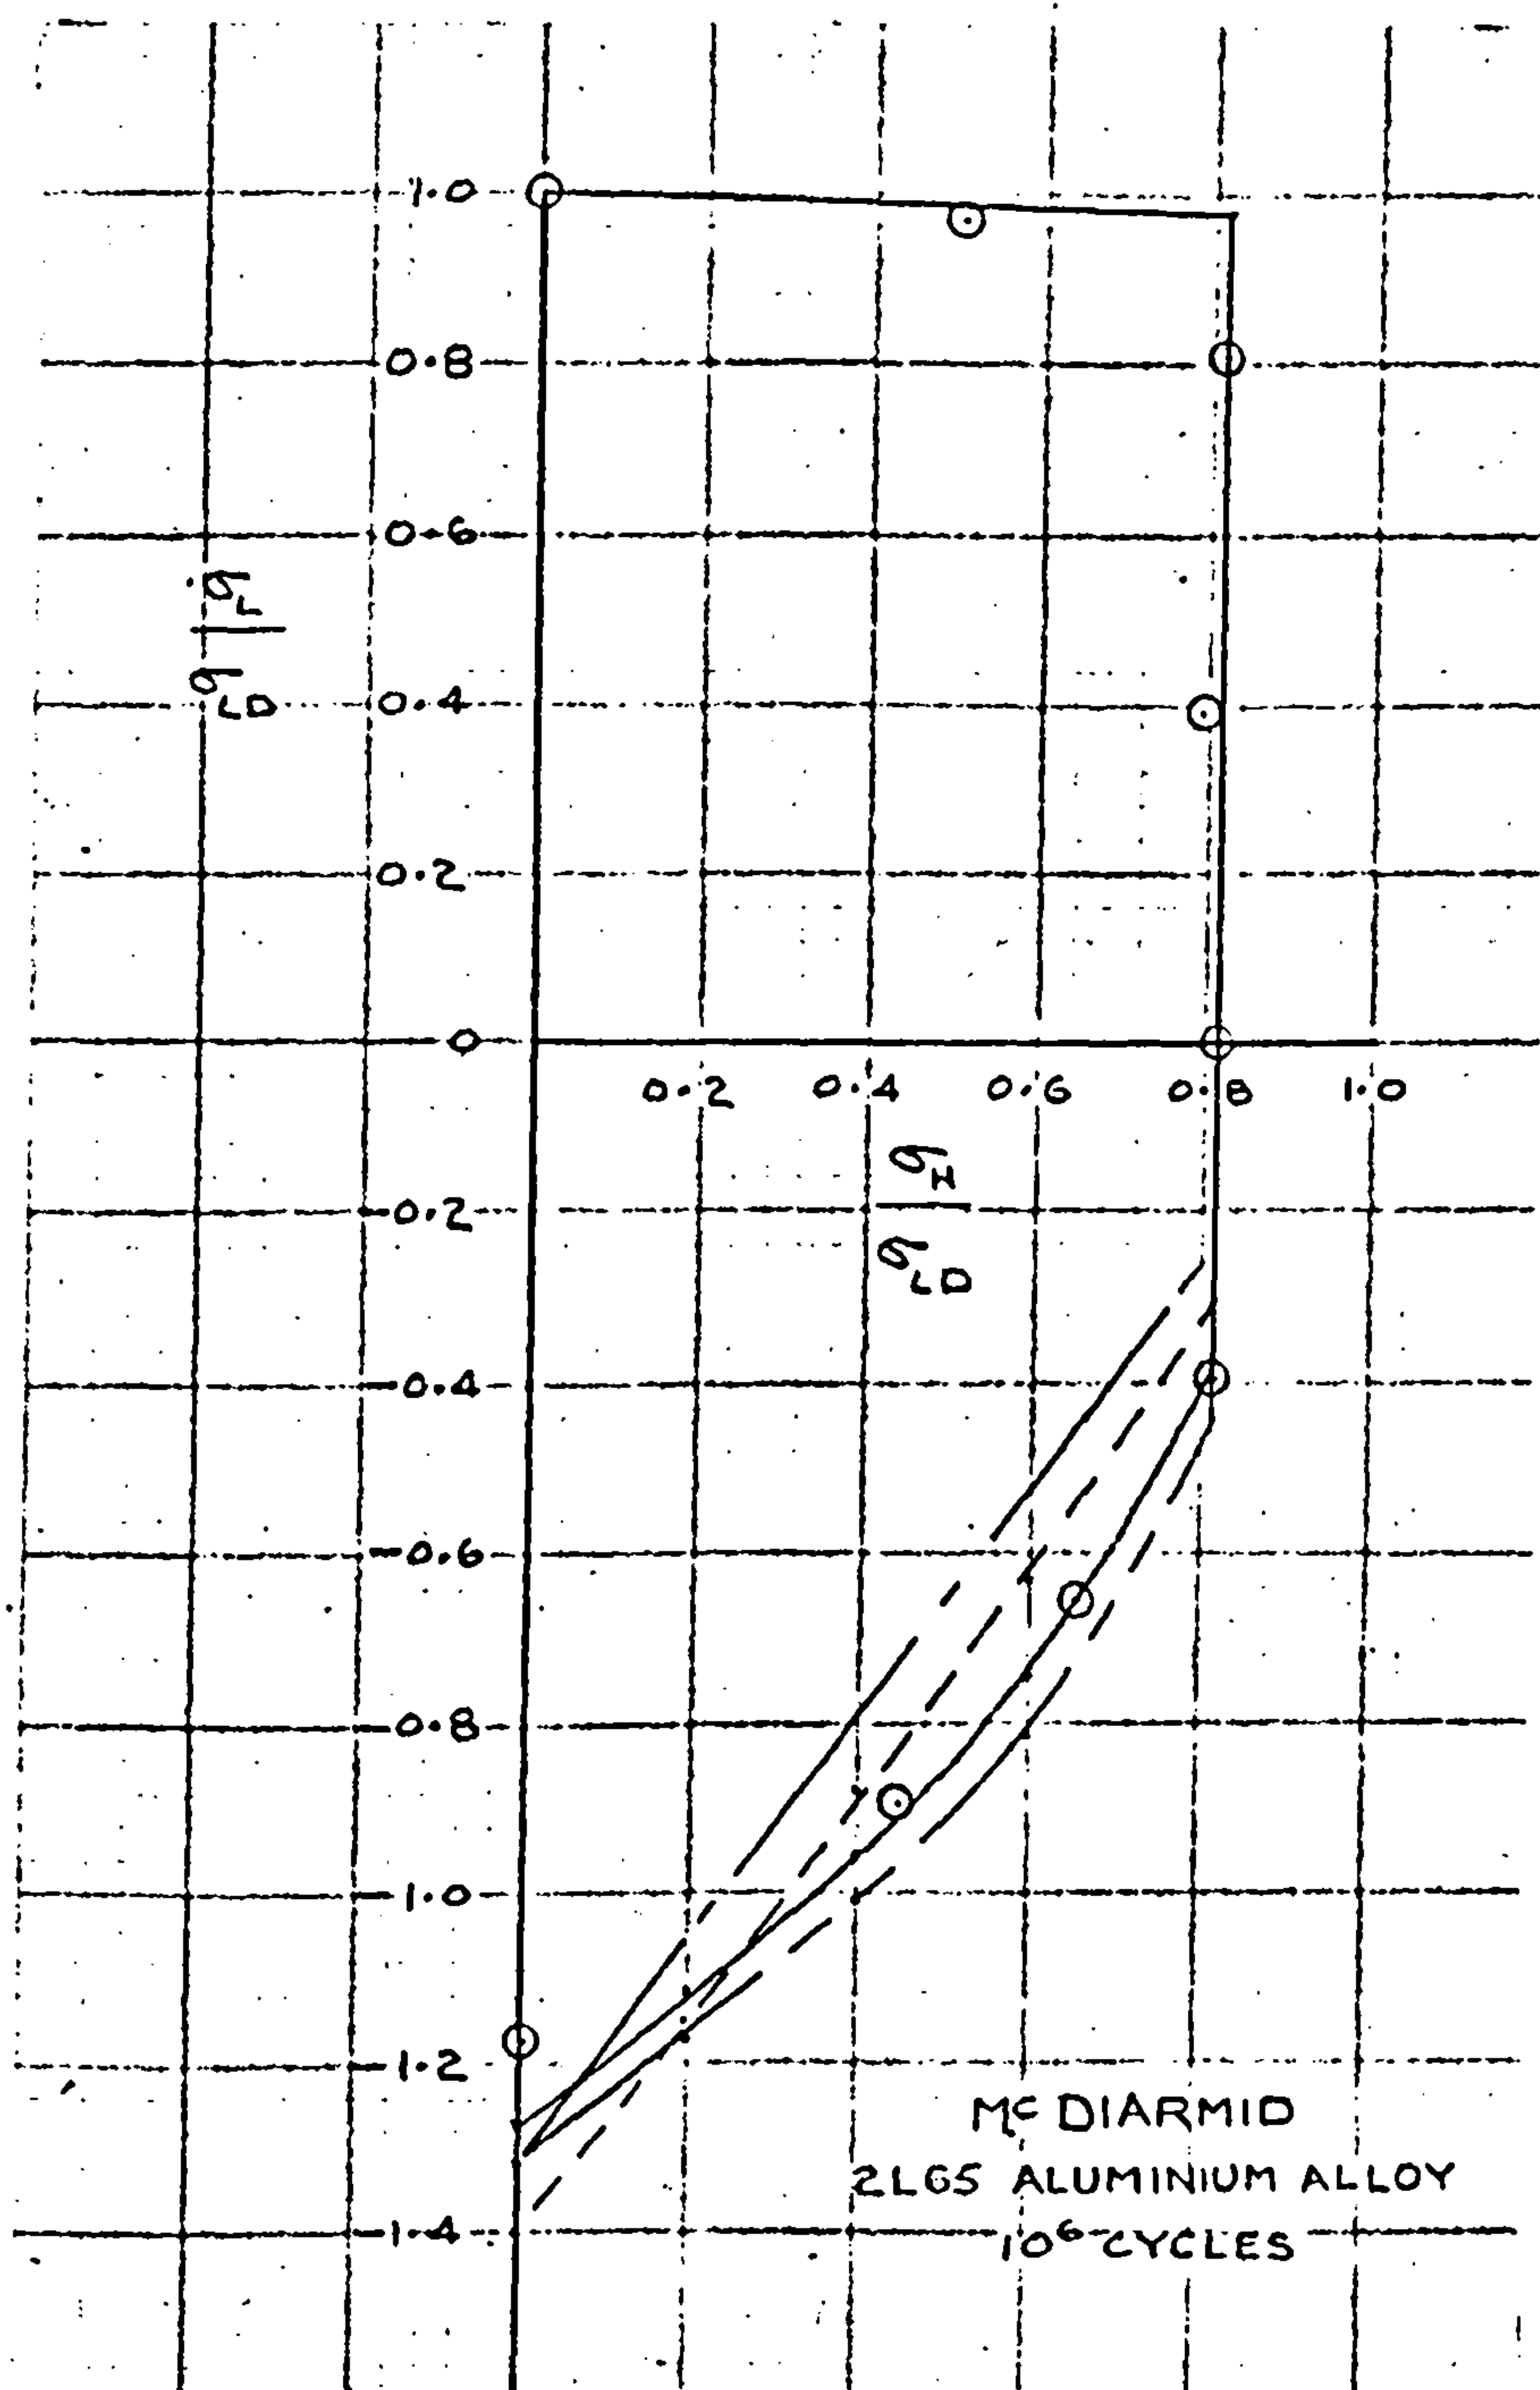 1.0
0.8
0.6
σL
σLD
0.4
0.2
0
0.2 0.4 0.6 0.8 1.0
σH
σLD
-0.2
-0.4
-0.6
-0.8
-1.0
-1.2
-1.4
Mc DIARMID
2L65 ALUMINIUM ALLOY
10⁶ CYCLES